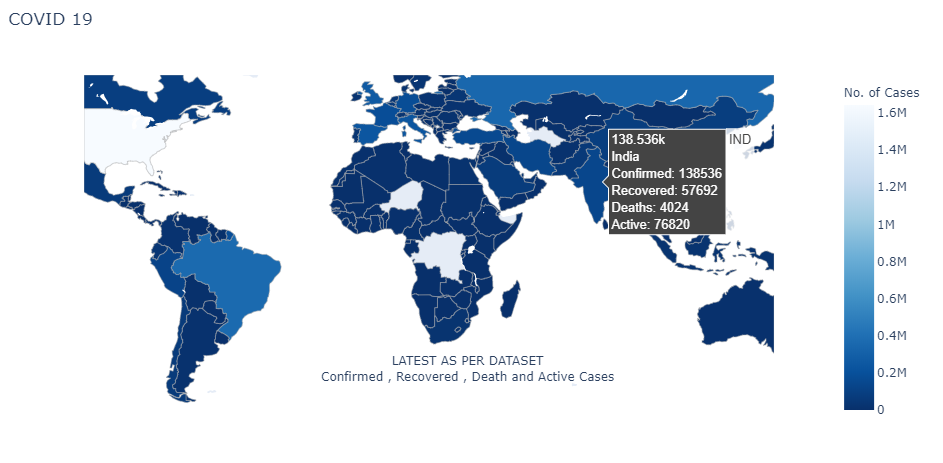 COVID 19
No. of Cases
1.6M
1.4M
1.2M
1M
0.8M
0.6M
0.4M
0.2M
0
138.536k
IND
India
Confirmed: 138536
Recovered: 57692
Deaths: 4024
Active: 76820
LATEST AS PER DATASET
Confirmed , Recovered , Death and Active Cases